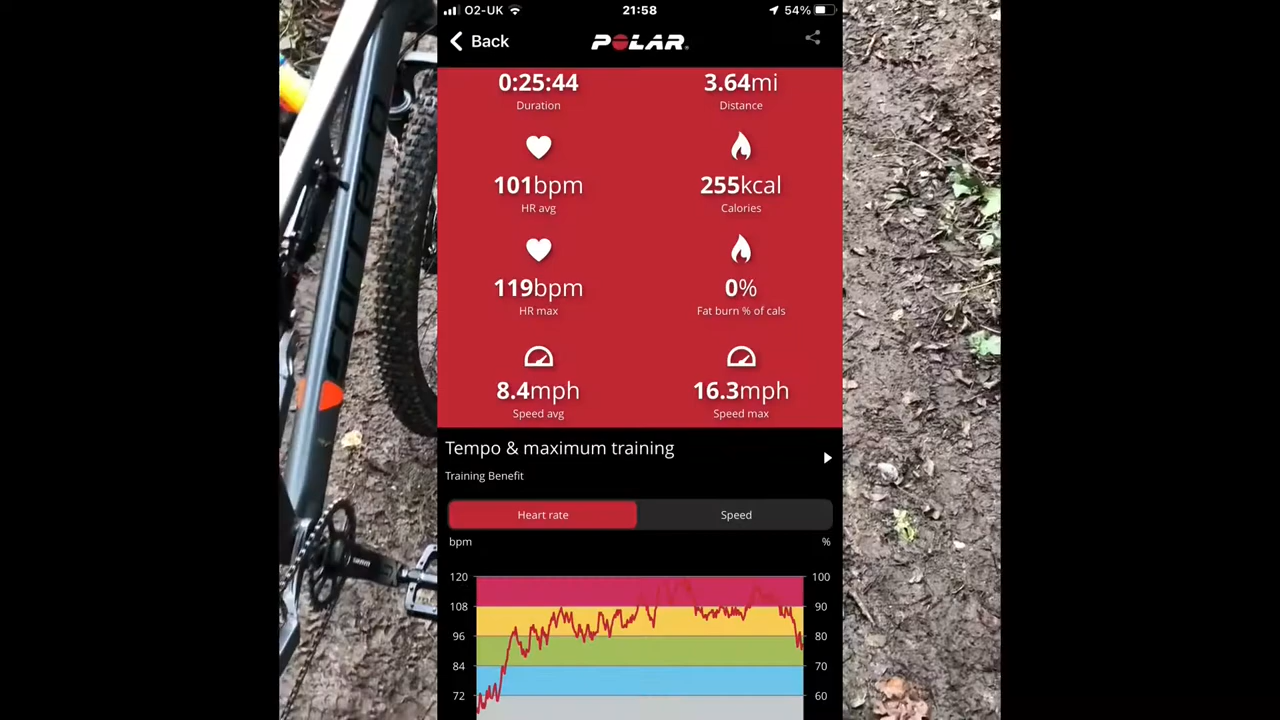 O2-UK 21:58 54%
Back POLAR
0:25:44 3.64mi
Duration Distance
101bpm 255kcal
HR avg Calories
119bpm 0%
HR max Fat burn % of cals
8.4mph 16.3mph
Speed avg Speed max
Tempo & maximum training
Training Benefit
Heart rate Speed
bpm %
120 100
108 90
96 80
84 70
72 60